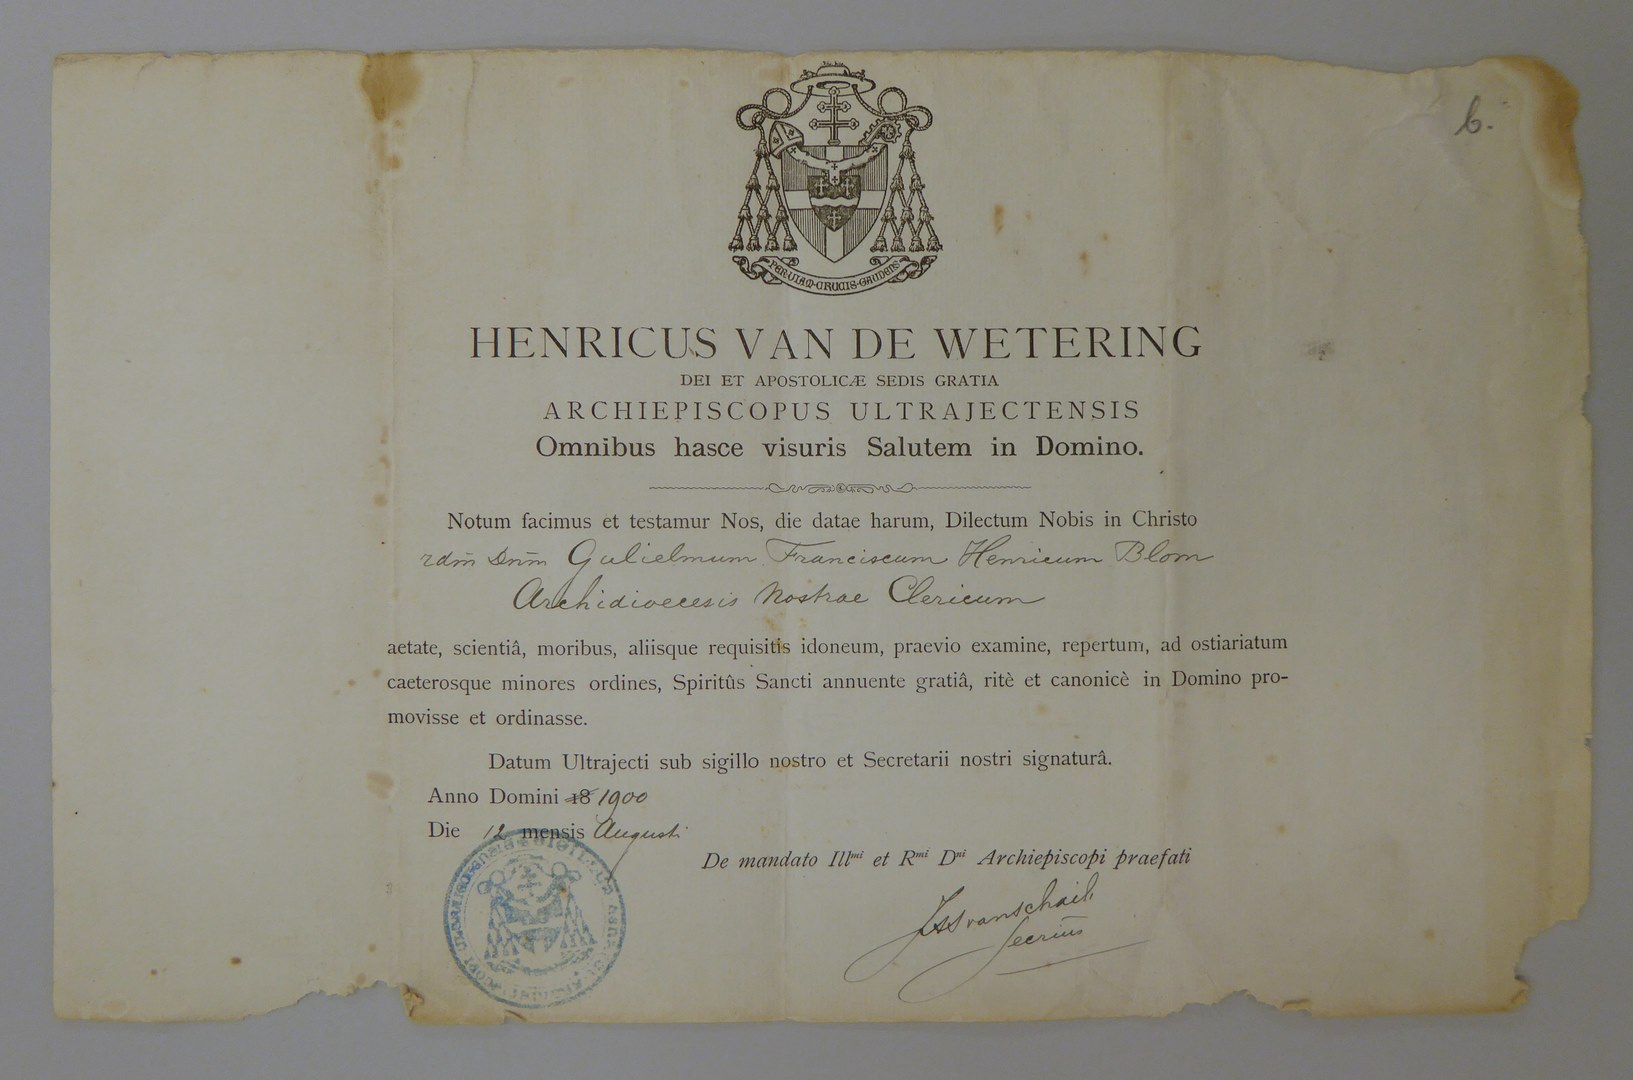 b.
PER·VIAM·CRUCIS·GAUDENS
HENRICUS VAN DE WETERING
DEI ET APOSTOLICÆ SEDIS GRATIA
ARCHIEPISCOPUS ULTRAJECTENSIS
Omnibus hasce visuris Salutem in Domino.
Notum facimus et testamur Nos, die datae harum, Dilectum Nobis in Christo
rdm̄ Dnm̄ Gulielmum Franciscum Henricum Blom
Archidioecesis Nostrae Clericum
aetate, scientiâ, moribus, aliisque requisitis idoneum, praevio examine, repertum, ad ostiariatum
caeterosque minores ordines, Spiritûs Sancti annuente gratiâ, ritè et canonicè in Domino pro-
movisse et ordinasse.
Datum Ultrajecti sub sigillo nostro et Secretarii nostri signaturâ.
Anno Domini 18 1900
Die 12 mensis Augusti
De mandato Illmi et Rmi Dni Archiepiscopi praefati
vanschaik
Secrius
SIGILLUM